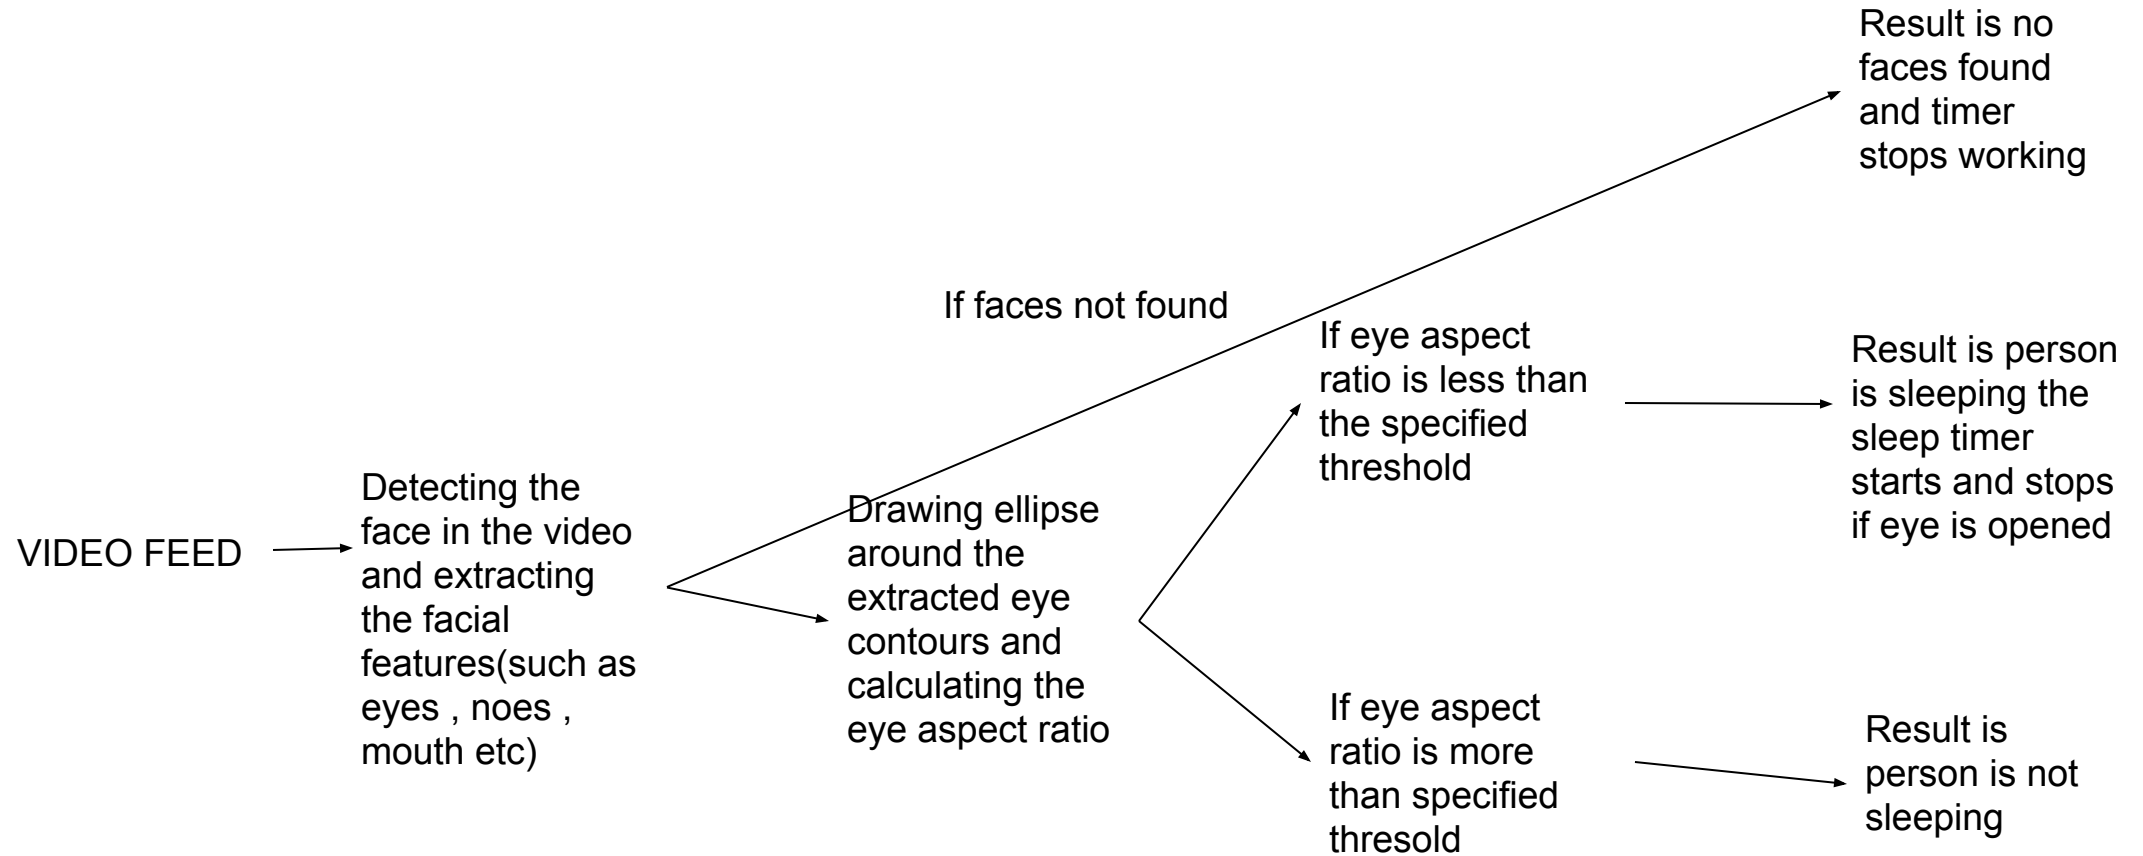 VIDEO FEED
Detecting the
face in the video
and extracting
the facial
features(such as
eyes , noes ,
mouth etc)
If faces not found
Drawing ellipse
around the
extracted eye
contours and
calculating the
eye aspect ratio
If eye aspect
ratio is less than
the specified
threshold
If eye aspect
ratio is more
than specified
thresold
Result is no
faces found
and timer
stops working
Result is person
is sleeping the
sleep timer
starts and stops
if eye is opened
Result is
person is not
sleeping